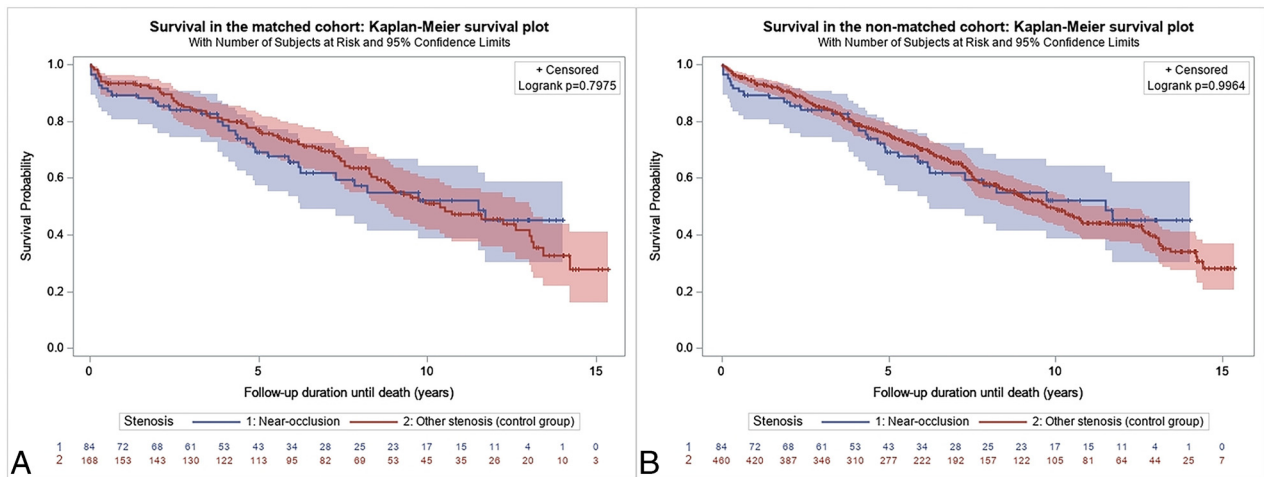 Survival in the matched cohort: Kaplan-Meier survival plot
With Number of Subjects at Risk and 95% Confidence Limits
+ Censored
Logrank p=0.7975
Survival Probability
1.0
0.8
0.6
0.4
0.2
0.0
0 5 10 15
Follow-up duration until death (years)
Stenosis 1: Near-occlusion 2: Other stenosis (control group)
1 84 72 68 61 53 43 34 28 25 23 17 15 11 4 1 0
2 168 153 143 130 122 113 95 82 69 53 45 35 26 20 10 3
A
Survival in the non-matched cohort: Kaplan-Meier survival plot
With Number of Subjects at Risk and 95% Confidence Limits
+ Censored
Logrank p=0.9964
Survival Probability
1.0
0.8
0.6
0.4
0.2
0.0
0 5 10 15
Follow-up duration until death (years)
Stenosis 1: Near-occlusion 2: Other stenosis (control group)
1 84 72 68 61 53 43 34 28 25 23 17 15 11 4 1 0
2 460 420 387 346 310 277 222 192 157 122 105 81 64 44 25 7
B